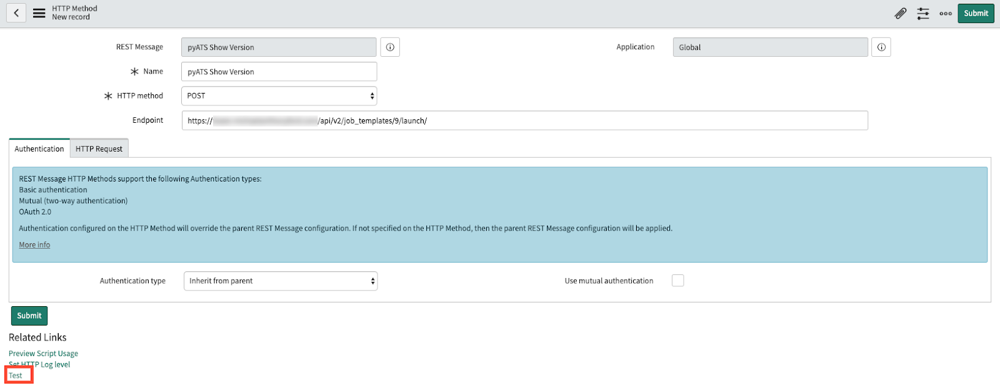 HTTP Method
New record
Submit
REST Message
pyATS Show Version
Application
Global
Name
pyATS Show Version
HTTP method
POST
Endpoint
https:// /api/v2/job_templates/9/launch/
Authentication
HTTP Request
REST Message HTTP Methods support the following Authentication types:
Basic authentication
Mutual (two-way authentication)
OAuth 2.0
Authentication configured on the HTTP Method will override the parent REST Message configuration. If not specified on the HTTP Method, then the parent REST Message configuration will be applied.
More info
Authentication type
Inherit from parent
Use mutual authentication
Submit
Related Links
Preview Script Usage
Set HTTP Log level
Test